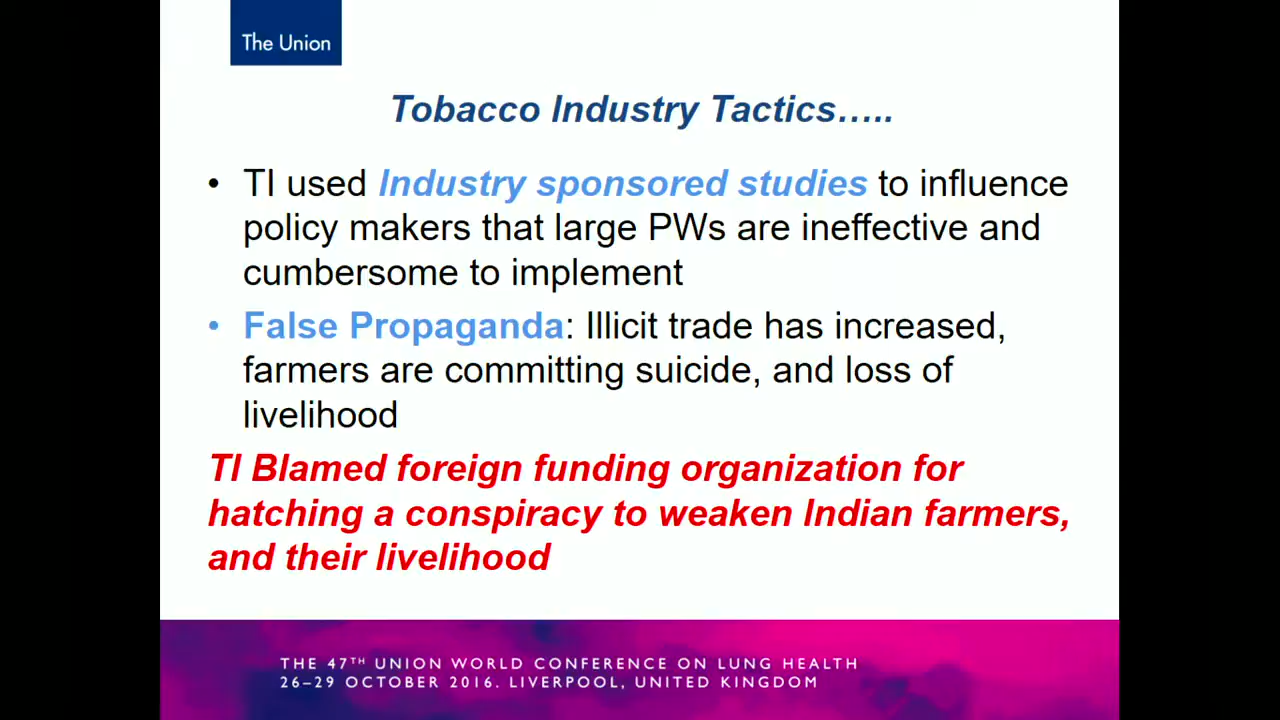 The Union
Tobacco Industry Tactics…..
• TI used Industry sponsored studies to influence
policy makers that large PWs are ineffective and
cumbersome to implement
• False Propaganda: Illicit trade has increased,
farmers are committing suicide, and loss of
livelihood
TI Blamed foreign funding organization for
hatching a conspiracy to weaken Indian farmers,
and their livelihood
THE 47TH UNION WORLD CONFERENCE ON LUNG HEALTH
26–29 OCTOBER 2016. LIVERPOOL, UNITED KINGDOM